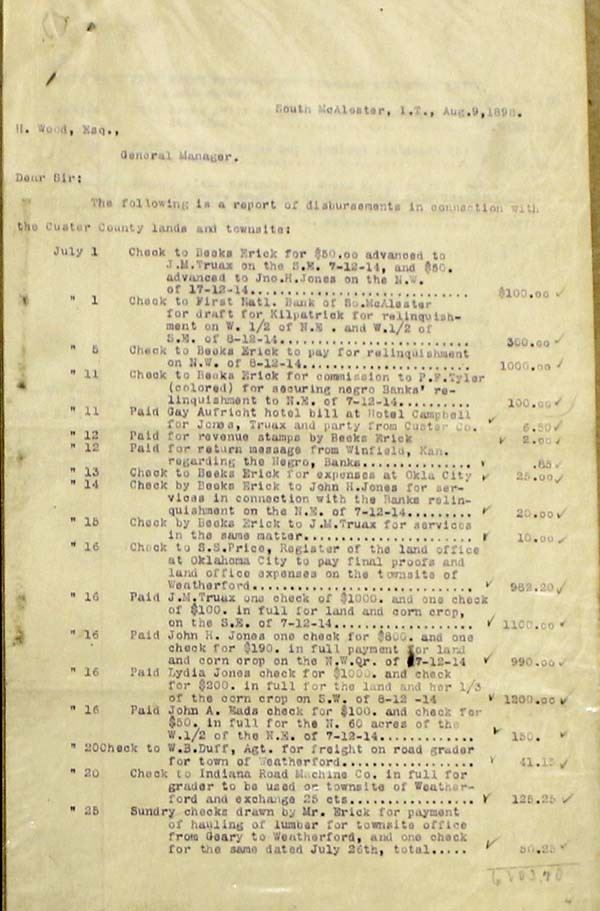 South McAlester, I.T., Aug.9,1898.
H. Wood, Esq.,
General Manager.
Dear Sir:
The following is a report of disbursements in connection with
the Custer County lands and townsite:
July 1 Check to Beeks Erick for $50.00 advanced to
J.M.Truax on the S.E. 7-12-14, and $50.
advanced to Jno.H.Jones on the N.W.
of 17-12-14.............................. $100.00 ✓
" 1 Check to First Natl. Bank of So.McAlester
for draft for Kilpatrick for relinquish-
ment on W. 1/2 of N.E . and W.1/2 of
S.E. of 8-12-14......................... 300.00 ✓
" 5 Check to Beeks Erick to pay for relinquishment
on N.W. of 8-12-14...................... 1000.00 ✓
" 11 Check to Beeks Erick for commission to P.F.Tyler
(colored) for securing negro Banks' re-
linquishment to N.E. of 7-12-14.......... 100.00 ✓
" 11 Paid Gay Aufricht hotel bill at Hotel Campbell
for Jones, Truax and party from Custer Co. ✓ 6.50 ✓
" 12 Paid for revenue stamps by Beeks Erick ✓ 2.00 ✓
" 12 Paid for return message from Winfield, Kan.
regarding the Negro, Banks.............. ✓ .85 ✓
" 13 Check to Beeks Erick for expenses at Okla City ✓ 25.00 ✓
" 14 Check by Beeks Erick to John H.Jones for ser-
vices in connection with the Banks relin-
quishment on the N.E. of 7-12-14......... ✓ 20.00 ✓
" 15 Check by Beeks Erick to J.M.Truax for services
in the same matter...................... ✓ 10.00 ✓
" 16 Check to S.S.Price, Register of the land office
at Oklahoma City to pay final proofs and
land office expenses on the townsite of
Weatherford............................. ✓ 982.20 ✓
" 16 Paid J.M.Truax one check of $1000. and one check
of $100. in full for land and corn crop,
on the S.E. of 7-12-14.................. ✓ 1100.00 ✓
" 16 Paid John H. Jones one check for $800. and one
check for $190. in full payment for land
and corn crop on the N.W.Qr. of 7-12-14 ✓ 990.00 ✓
" 16 Paid Lydia Jones check for $1000. and check
for $200. in full for the land and her 1/3
of the corn crop on S.W. of 8-12 -14 ✓ 1200.00 ✓
" 16 Paid John A. Eads check for $100. and check for
$50. in full for the N. 60 acres of the
W.1/2 of the N.E. of 7-12-14............ ✓ 150. ✓
" 20 Check to W.B.Duff, Agt. for freight on road grader
for town of Weatherford................. ✓ 41.15 ✓
" 20 Check to Indiana Road Machine Co. in full for
grader to be used on townsite of Weather-
ford and exchange 25 cts................ ✓ 125.25 ✓
" 25 Sundry checks drawn by Mr. Erick for payment
of hauling of lumber for townsite office
from Geary to Weatherford, and one check
for the same dated July 26th, total..... ✓ 50.25 ✓